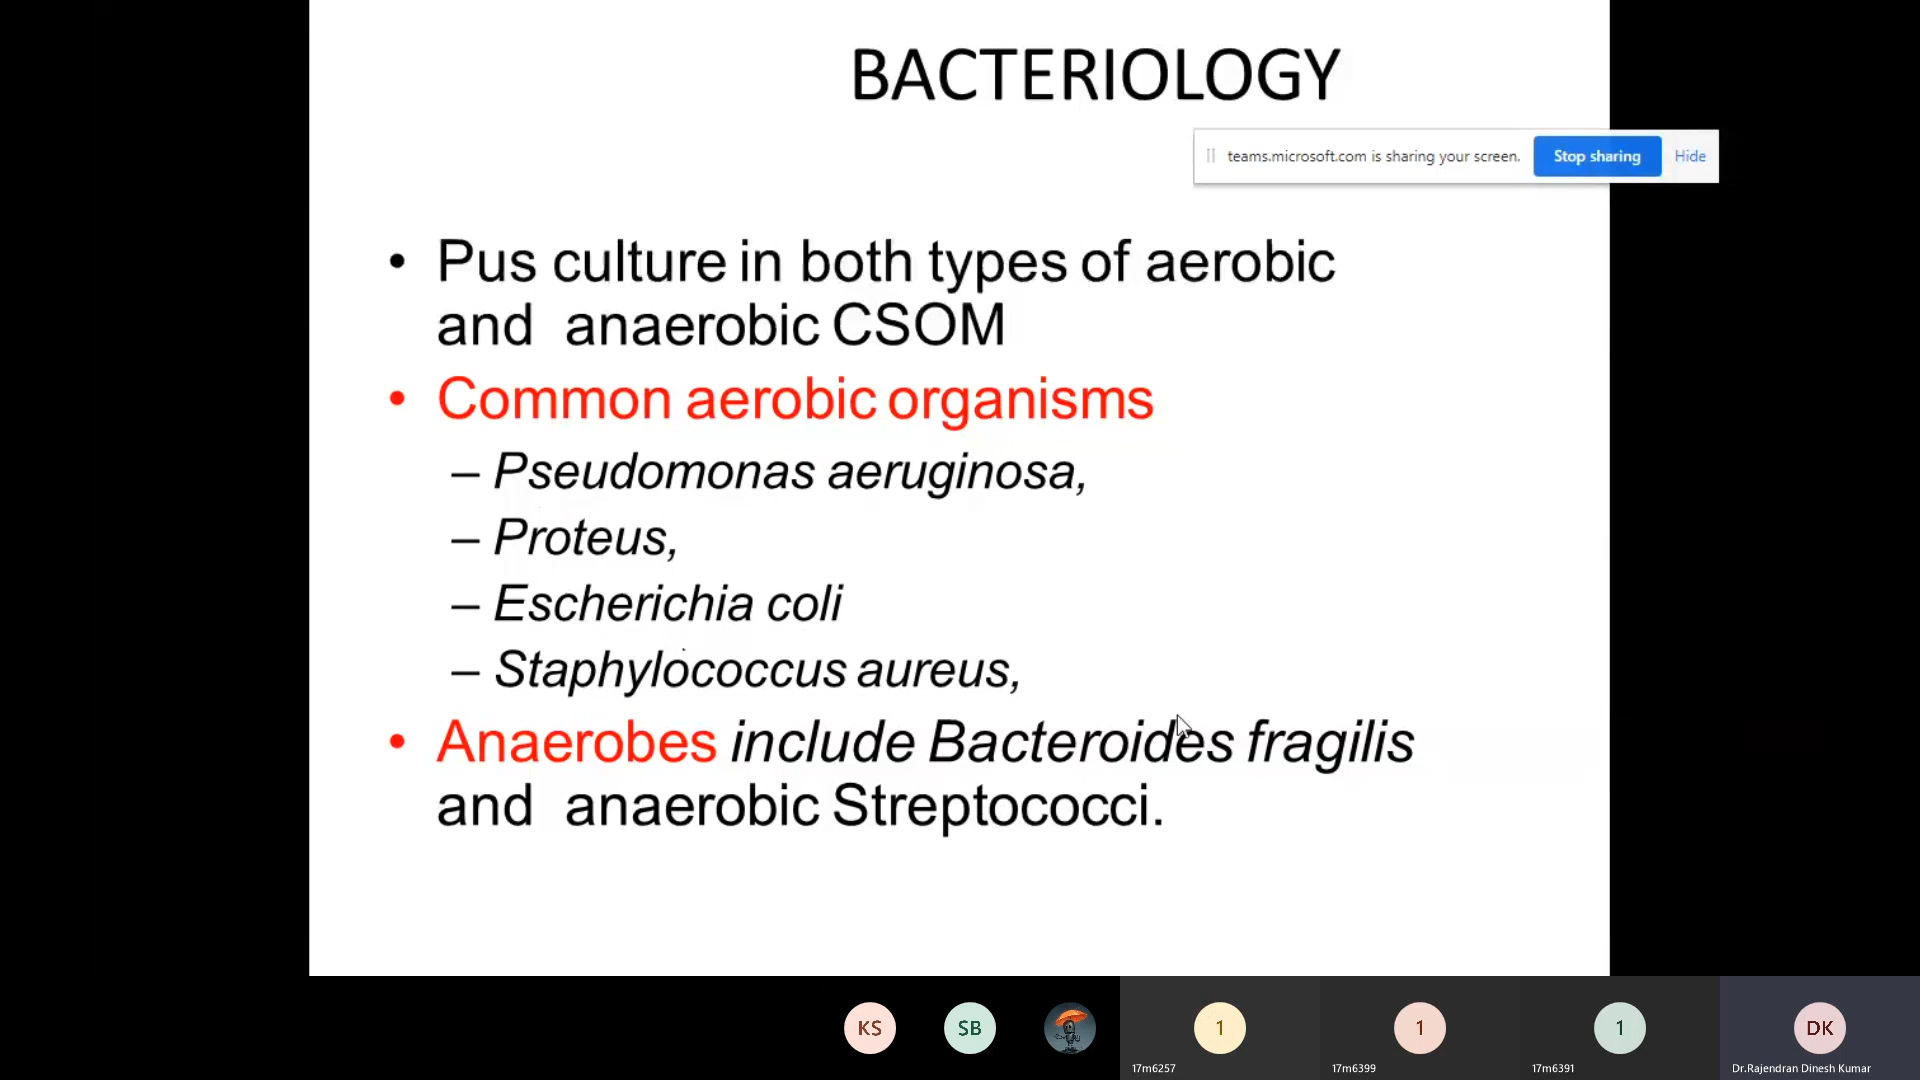 BACTERIOLOGY
teams.microsoft.com is sharing your screen. Stop sharing Hide
• Pus culture in both types of aerobic
and anaerobic CSOM
• Common aerobic organisms
– Pseudomonas aeruginosa,
– Proteus,
– Escherichia coli
– Staphylococcus aureus,
• Anaerobes include Bacteroides fragilis
and anaerobic Streptococci.
KS SB 1 1 1 DK
17m6257 17m6399 17m6391 Dr.Rajendran Dinesh Kumar